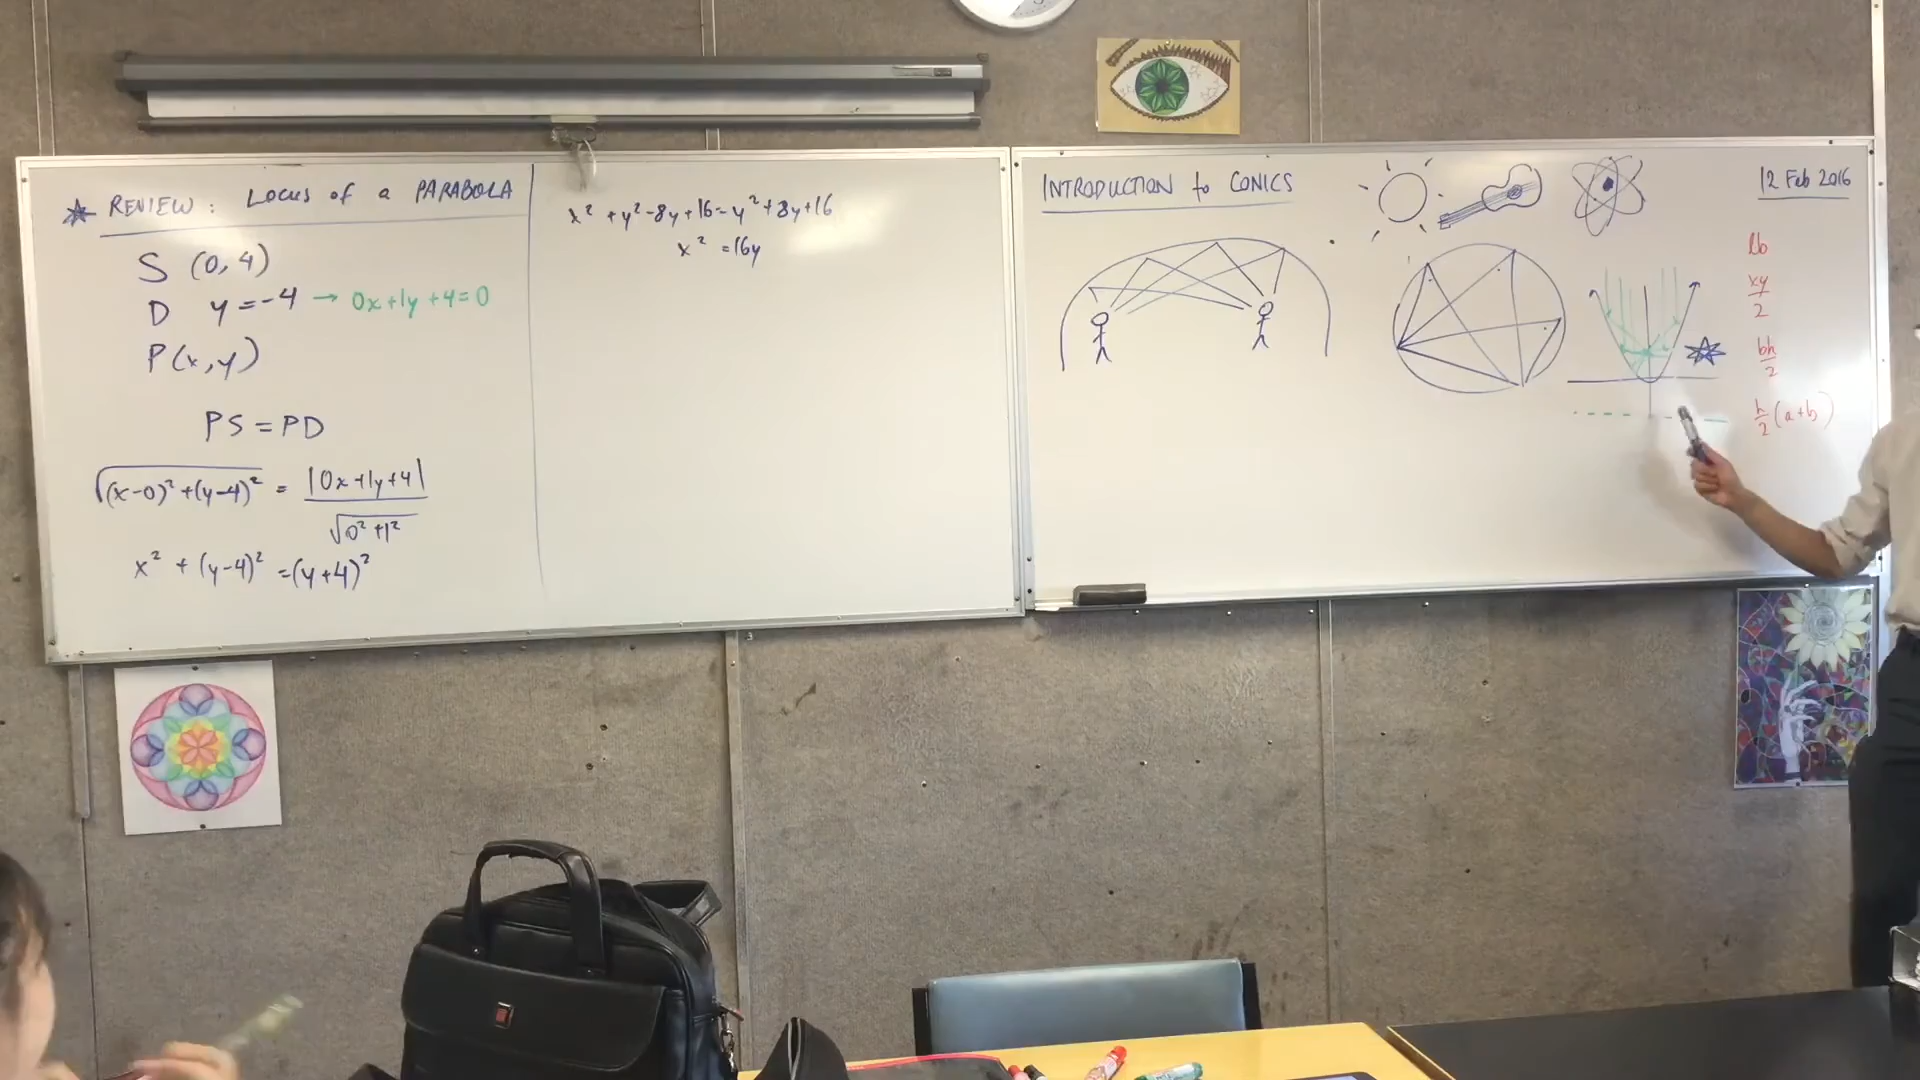 REVIEW: LOCUS of a PARABOLA
S (0,4)
D y=-4 → 0x+1y+4=0
P(x,y)
PS = PD
√((x-0)²+(y-4)²) = |0x+1y+4| / √(0²+1²)
x² + (y-4)² = (y+4)²
x² + y² - 8y + 16 = y² + 8y + 16
x² = 16y
INTRODUCTION to CONICS
12 Feb 2016
lb
xy/2
bh/2
h/2 (a+b)